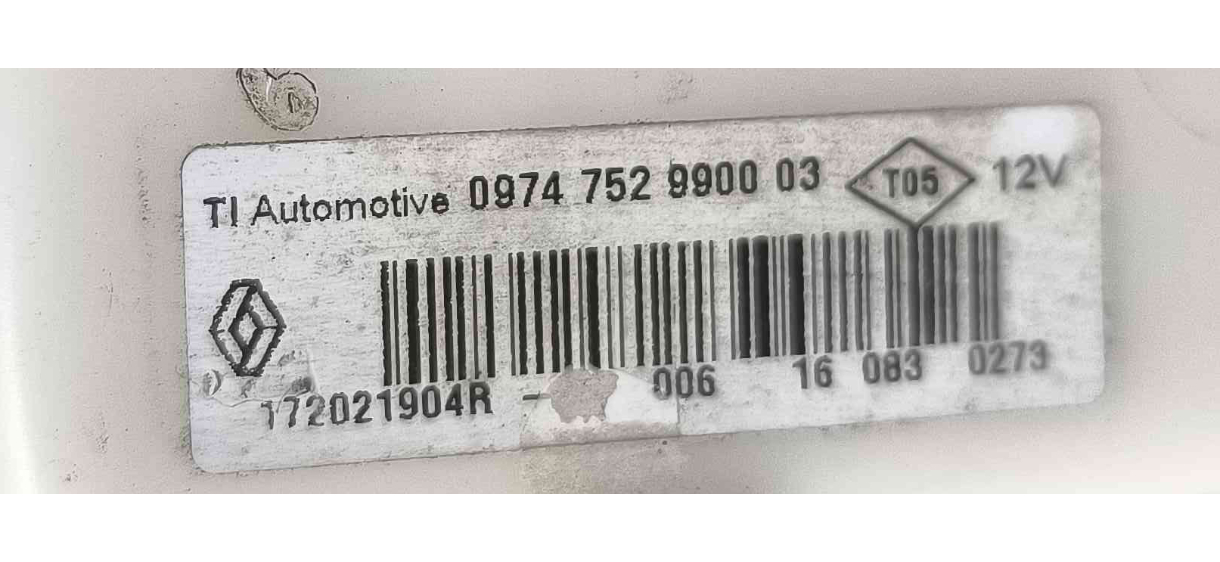 TI Automotive 0974 752 9900 03 T05 12V
172021904R - 006 16 083 0273